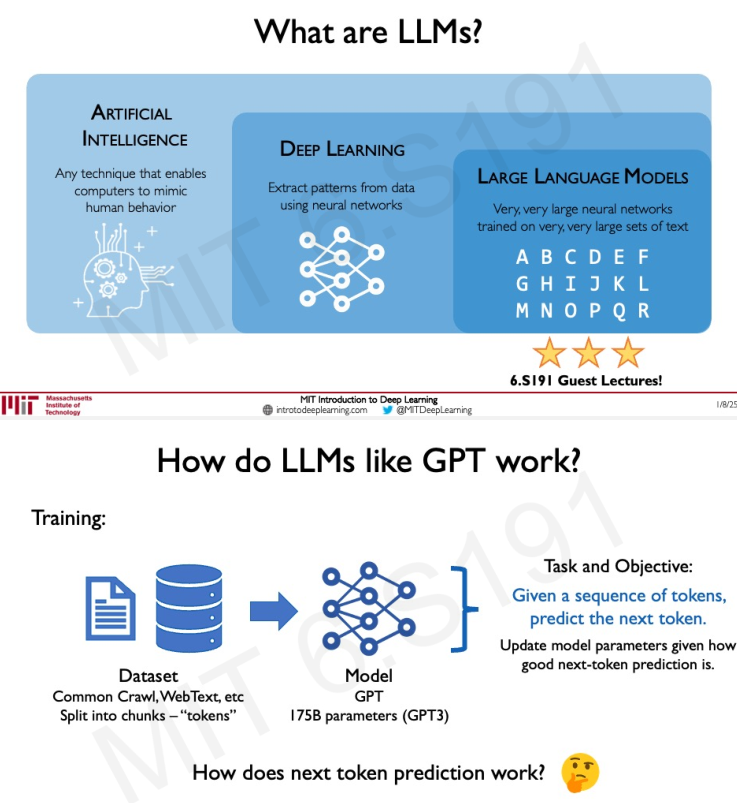 What are LLMs?
ARTIFICIAL
INTELLIGENCE
Any technique that enables
computers to mimic
human behavior
DEEP LEARNING
Extract patterns from data
using neural networks
LARGE LANGUAGE MODELS
Very, very large neural networks
trained on very, very large sets of text
A B C D E F
G H I J K L
M N O P Q R
6.S191 Guest Lectures!
MIT 6.S191
Massachusetts
Institute of
Technology
MIT Introduction to Deep Learning
introtodeeplearning.com @MITDeepLearning
1/8/25
How do LLMs like GPT work?
Training:
Dataset
Common Crawl, WebText, etc
Split into chunks – “tokens”
Model
GPT
175B parameters (GPT3)
Task and Objective:
Given a sequence of tokens,
predict the next token.
Update model parameters given how
good next-token prediction is.
How does next token prediction work?
MIT 6.S191